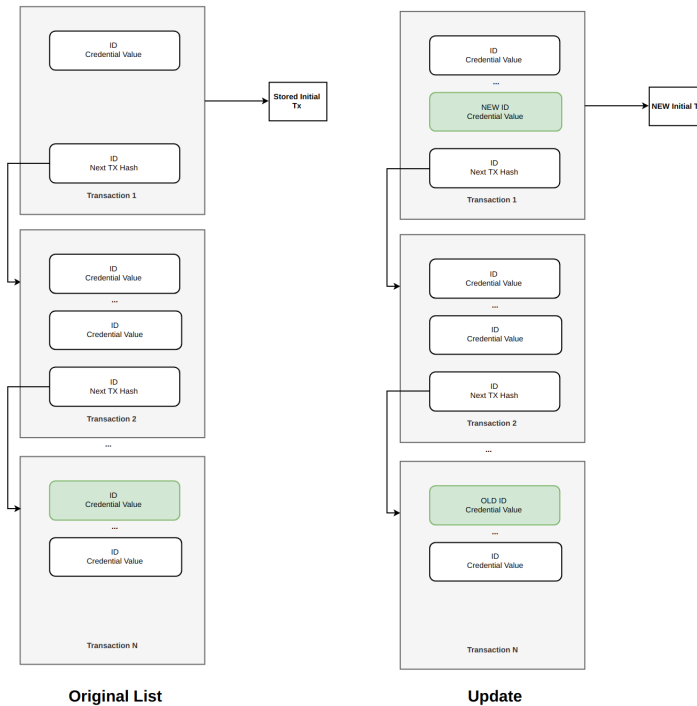 ID
Credential Value
Stored Initial
Tx
ID
Next TX Hash
Transaction 1
ID
Credential Value
...
ID
Credential Value
ID
Next TX Hash
Transaction 2
...
ID
Credential Value
...
ID
Credential Value
Transaction N
Original List
ID
Credential Value
...
NEW ID
Credential Value
NEW Initial T
ID
Next TX Hash
Transaction 1
ID
Credential Value
...
ID
Credential Value
ID
Next TX Hash
Transaction 2
...
OLD ID
Credential Value
...
ID
Credential Value
Transaction N
Update